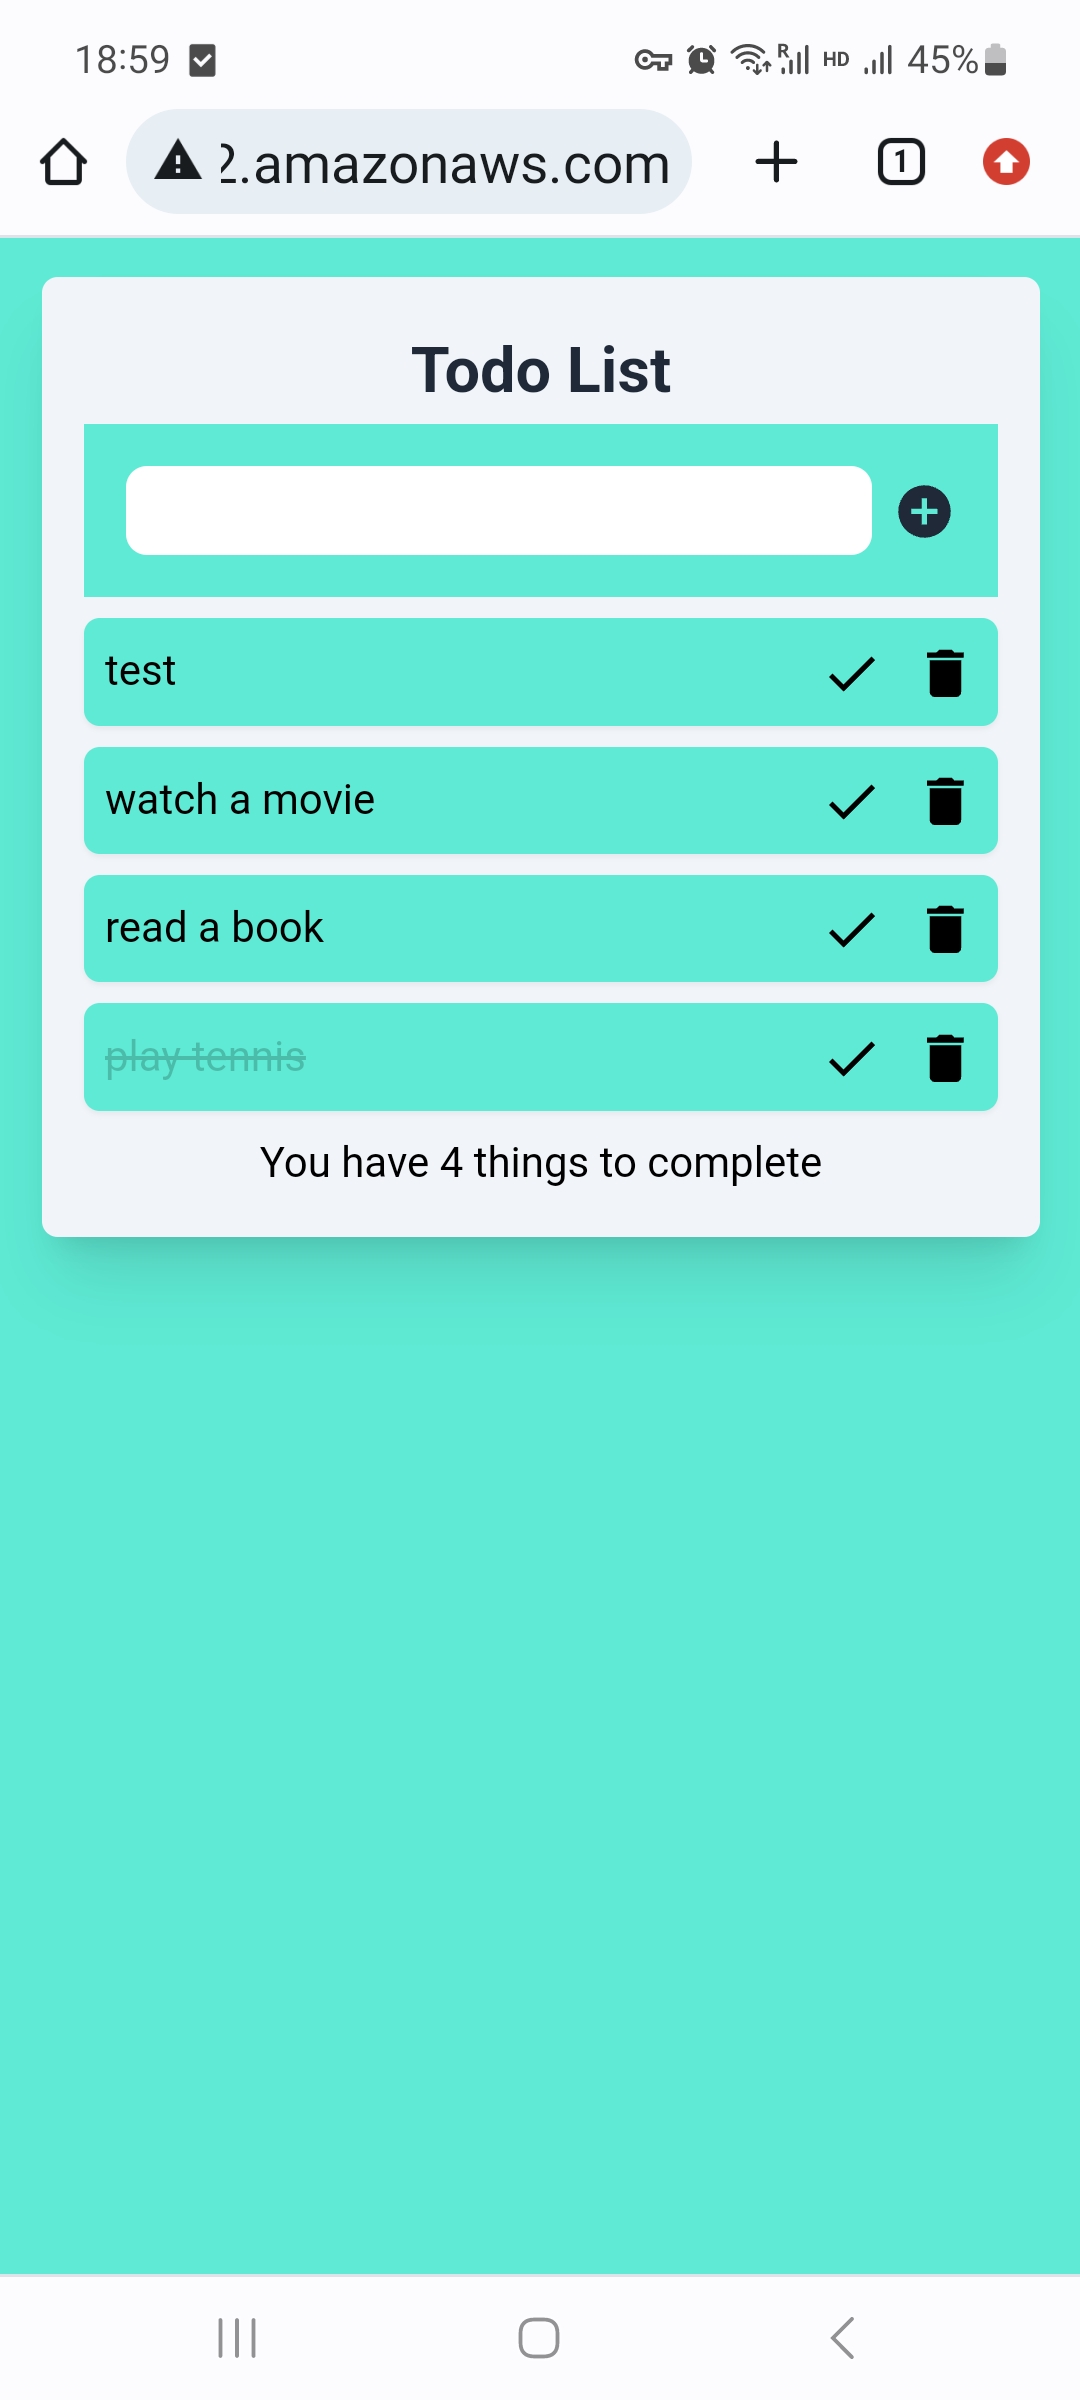 18:59
R HD 45%
2.amazonaws.com
1
Todo List
test
watch a movie
read a book
play tennis
You have 4 things to complete